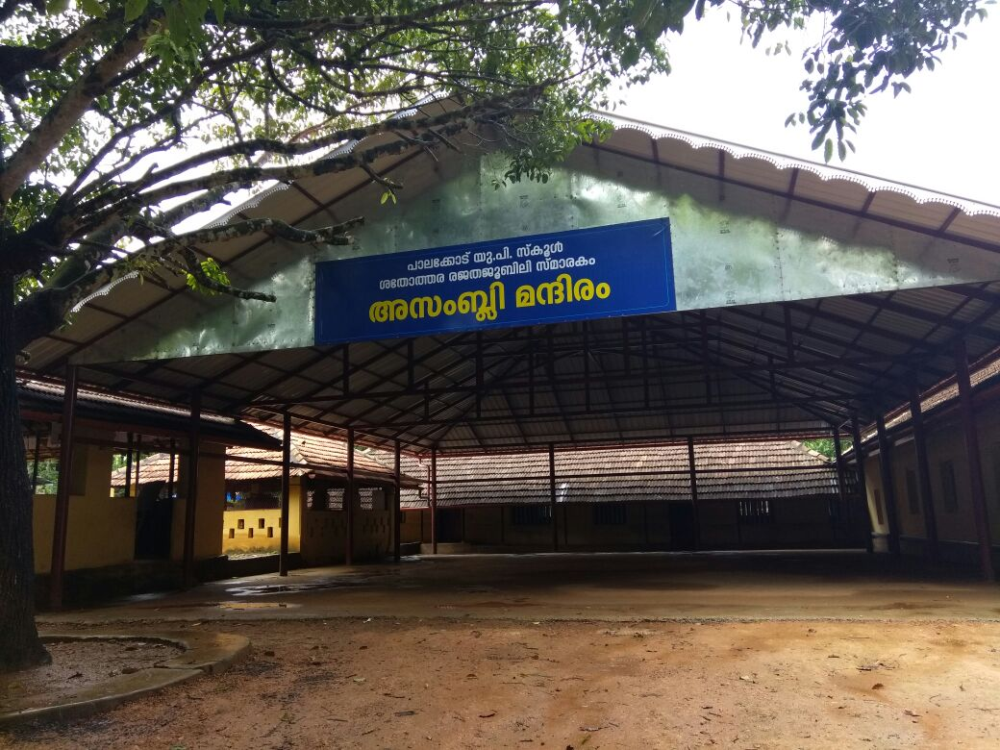 പാലക്കോട് യു.പി. സ്കൂൾ
ശതോത്തര രജതജൂബിലി സ്മാരകം
അസംബ്ലി മന്ദിരം